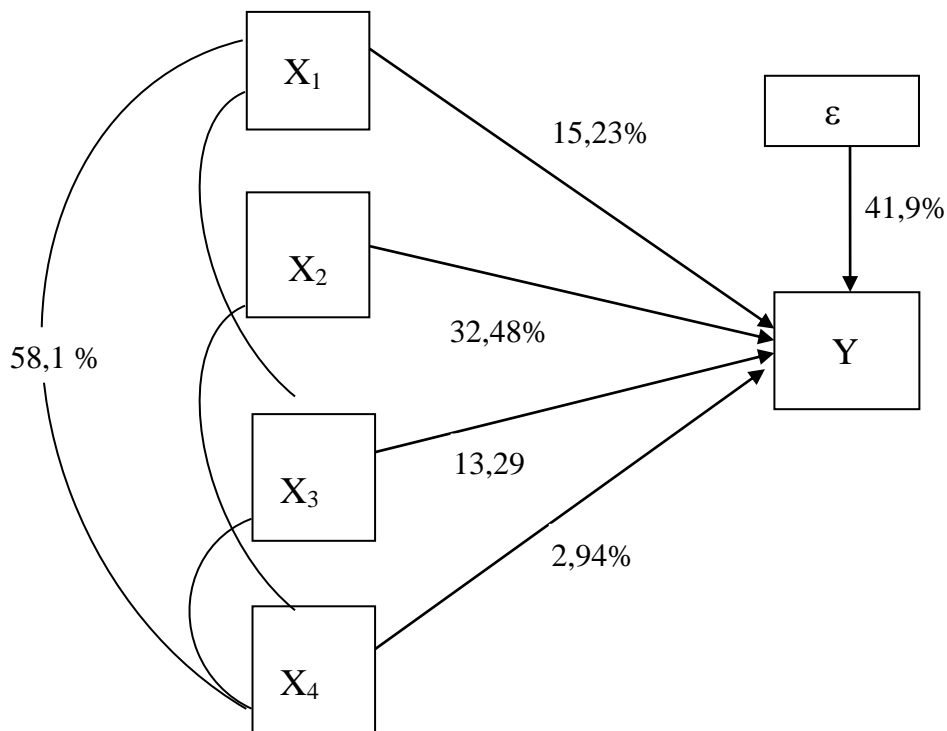 X₁
15,23%
ε
41,9%
X₂
32,48%
58,1 %
Y
13,29
X₃
2,94%
X₄